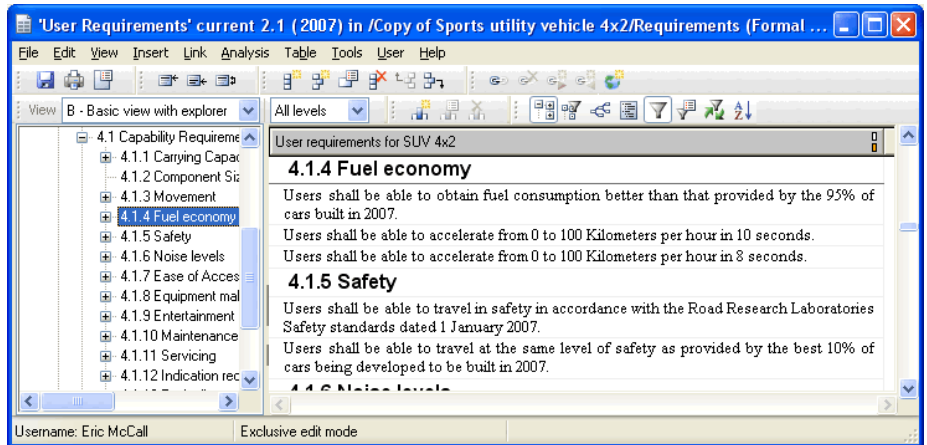 'User Requirements' current 2.1 (2007) in /Copy of Sports utility vehicle 4x2/Requirements (Formal ...
File Edit View Insert Link Analysis Table Tools User Help
View B - Basic view with explorer All levels
4.1 Capability Requireme
4.1.1 Carrying Capac
4.1.2 Component Siz
4.1.3 Movement
4.1.4 Fuel economy
4.1.5 Safety
4.1.6 Noise levels
4.1.7 Ease of Acces
4.1.8 Equipment mal
4.1.9 Entertainment
4.1.10 Maintenance
4.1.11 Servicing
4.1.12 Indication rec
User requirements for SUV 4x2
4.1.4 Fuel economy
Users shall be able to obtain fuel consumption better than that provided by the 95% of
cars built in 2007.
Users shall be able to accelerate from 0 to 100 Kilometers per hour in 10 seconds.
Users shall be able to accelerate from 0 to 100 Kilometers per hour in 8 seconds.
4.1.5 Safety
Users shall be able to travel in safety in accordance with the Road Research Laboratories
Safety standards dated 1 January 2007.
Users shall be able to travel at the same level of safety as provided by the best 10% of
cars being developed to be built in 2007.
4.1.6 Noise levels
Username: Eric McCall Exclusive edit mode